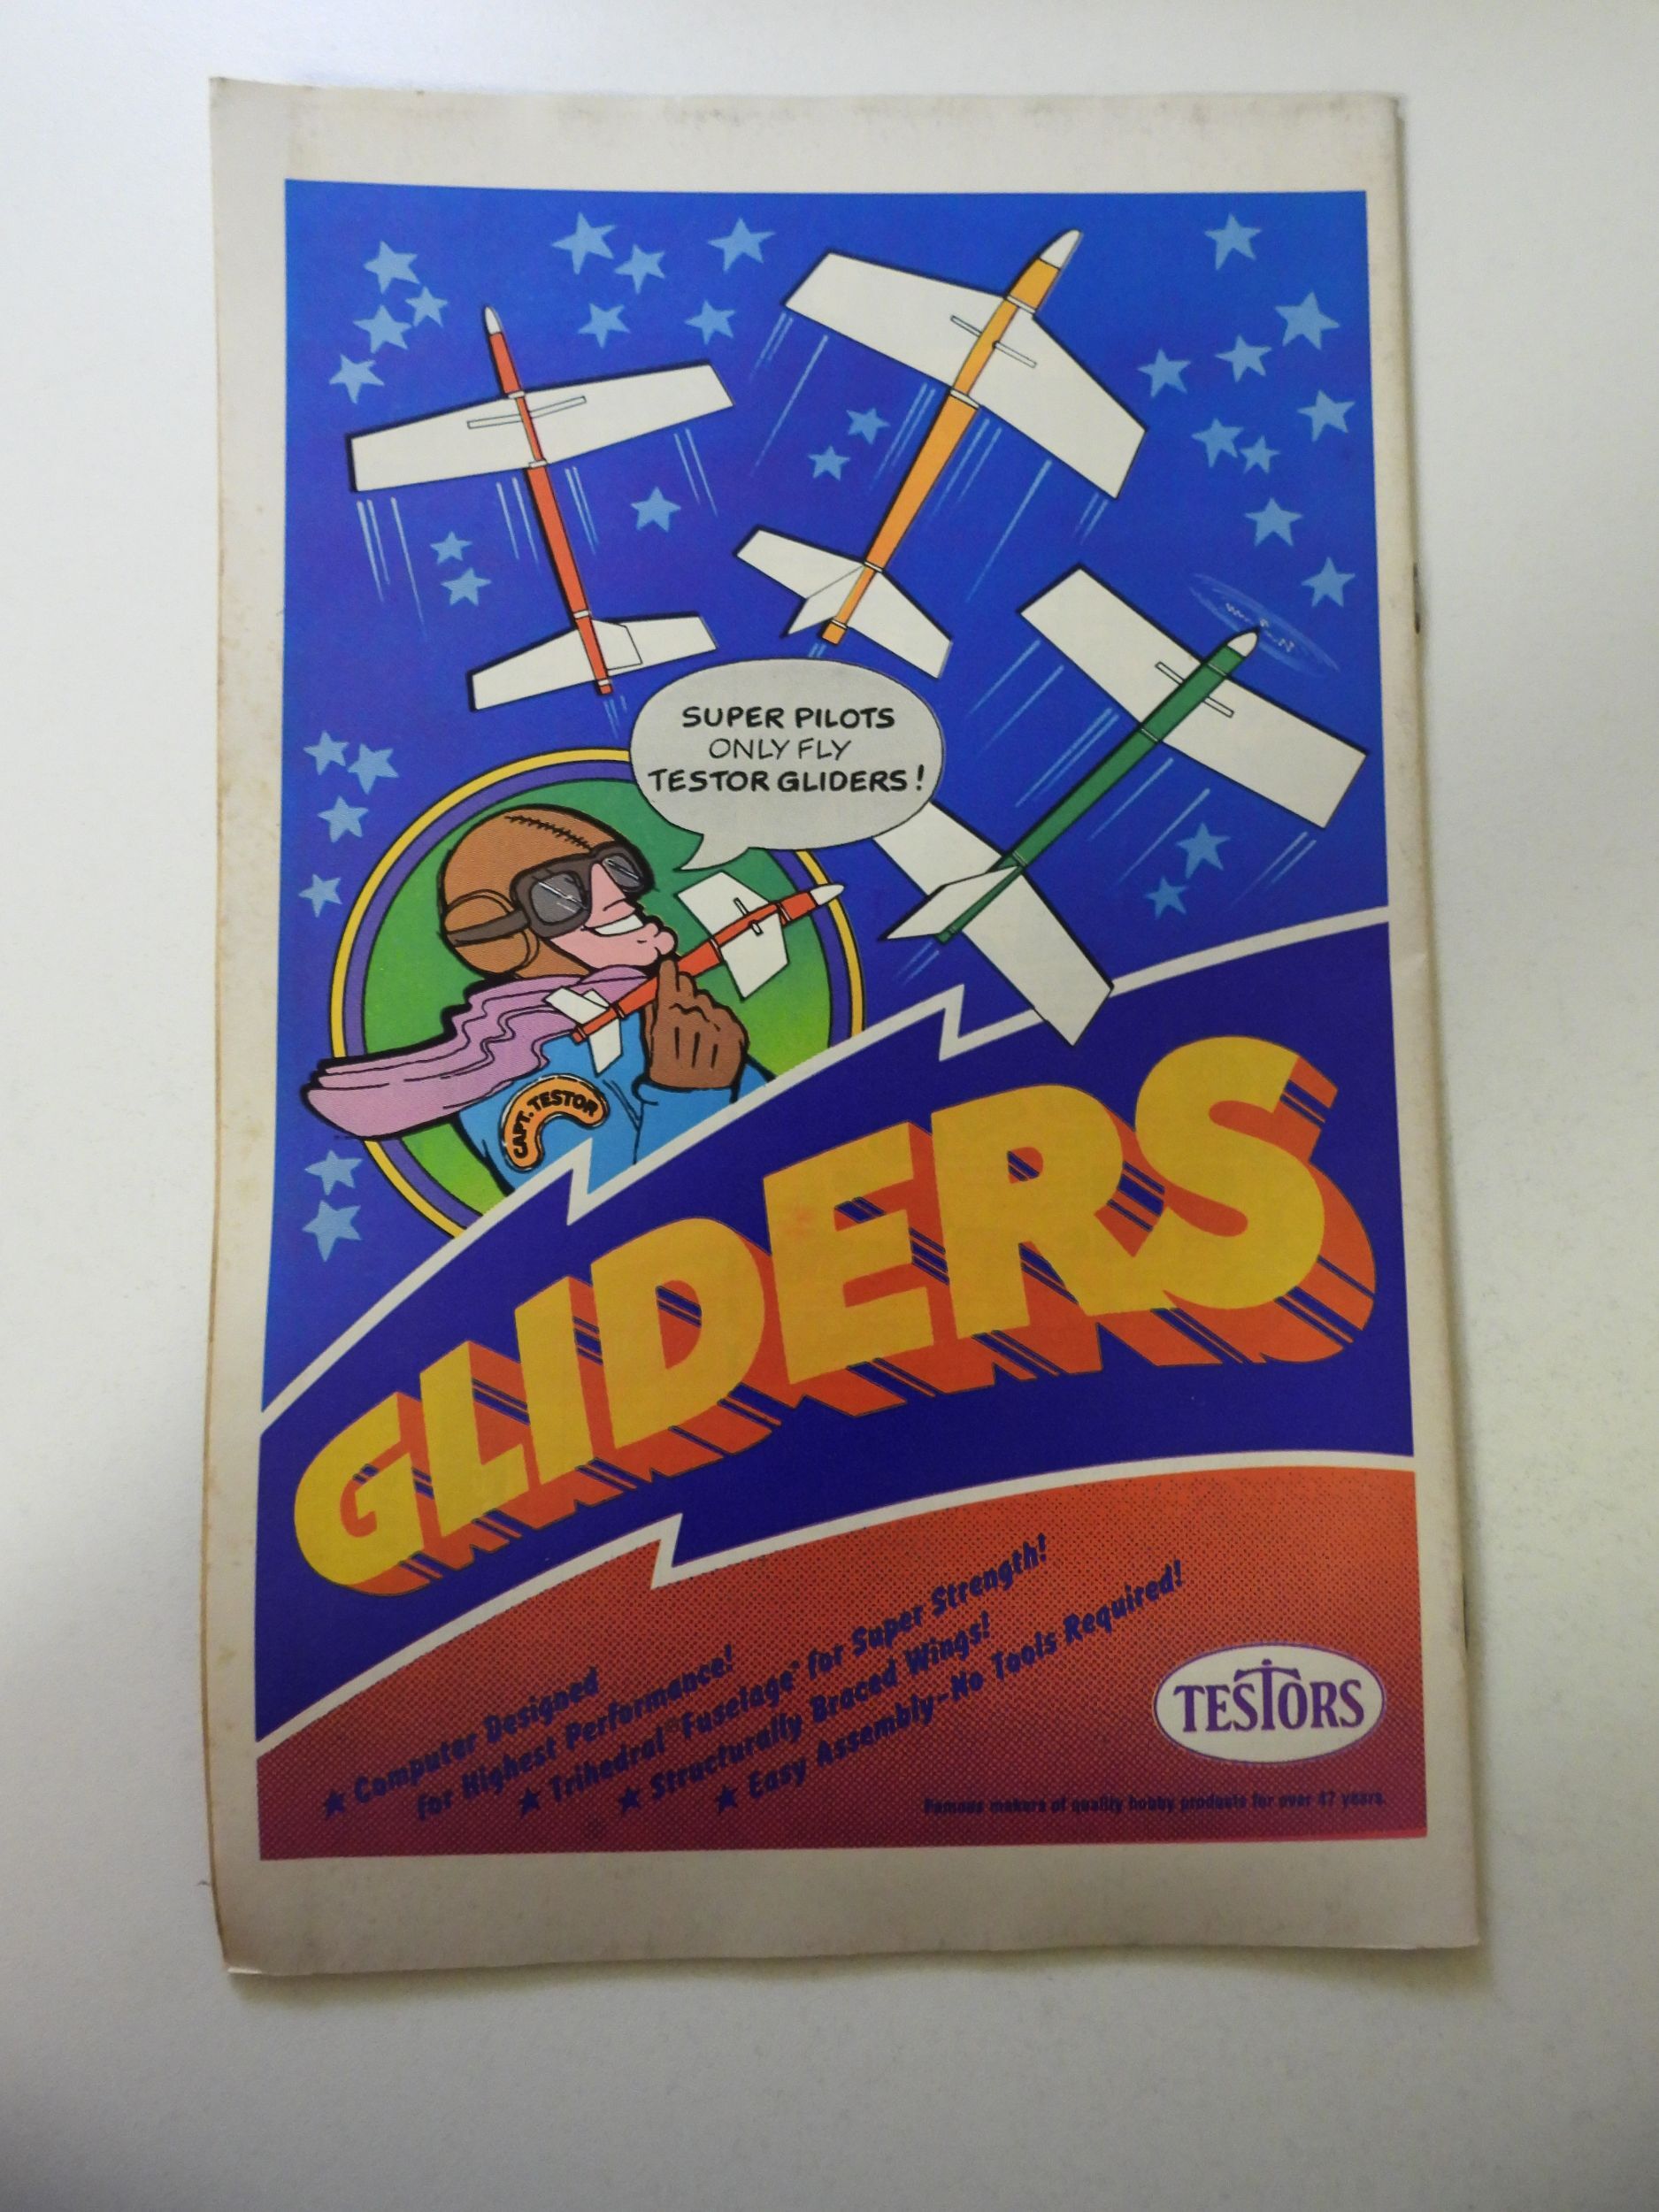 SUPER PILOTS
ONLY FLY
TESTOR GLIDERS!
CAPT. TESTOR
GLIDERS
★ Computer Designed
for Highest Performance!
★ Trihedral® Fuselage* for Super Strength!
★ Structurally Braced Wings!
★ Easy Assembly-No Tools Required!
TESTORS
Famous makers of quality hobby products for over 47 years.